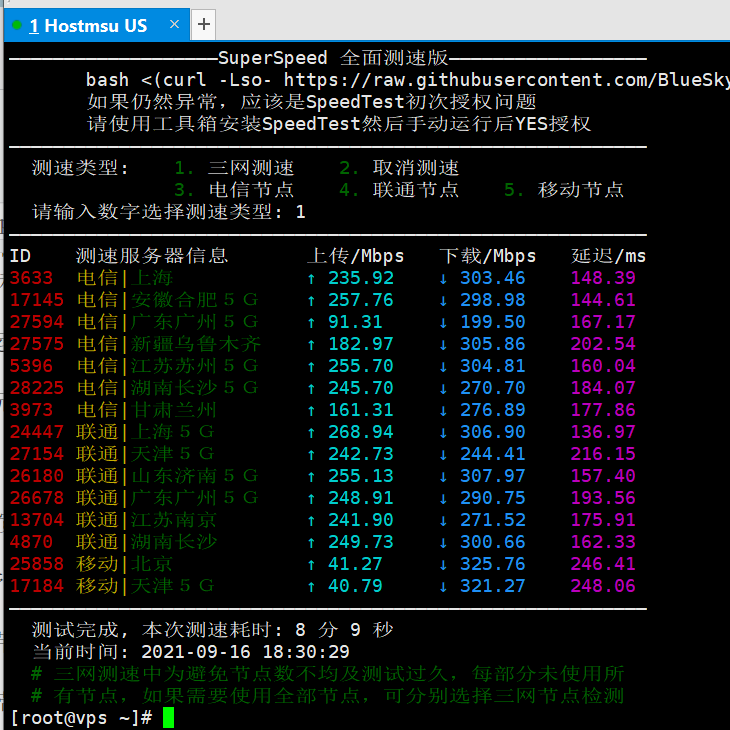 1 Hostmsu US × +
——————————————————SuperSpeed 全面测速版——————————————————
bash <(curl -Lso- https://raw.githubusercontent.com/BlueSky
如果仍然异常，应该是SpeedTest初次授权问题
请使用工具箱安装SpeedTest然后手动运行后YES授权
测速类型: 1. 三网测速 2. 取消测速
3. 电信节点 4. 联通节点 5. 移动节点
请输入数字选择测速类型: 1
ID 测速服务器信息 上传/Mbps 下载/Mbps 延迟/ms
3633 电信|上海 ↑ 235.92 ↓ 303.46 148.39
17145 电信|安徽合肥５Ｇ ↑ 257.76 ↓ 298.98 144.61
27594 电信|广东广州５Ｇ ↑ 91.31 ↓ 199.50 167.17
27575 电信|新疆乌鲁木齐 ↑ 182.97 ↓ 305.86 202.54
5396 电信|江苏苏州５Ｇ ↑ 255.70 ↓ 304.81 160.04
28225 电信|湖南长沙５Ｇ ↑ 245.70 ↓ 270.70 184.07
3973 电信|甘肃兰州 ↑ 161.31 ↓ 276.89 177.86
24447 联通|上海５Ｇ ↑ 268.94 ↓ 306.90 136.97
27154 联通|天津５Ｇ ↑ 242.73 ↓ 244.41 216.15
26180 联通|山东济南５Ｇ ↑ 255.13 ↓ 307.97 157.40
26678 联通|广东广州５Ｇ ↑ 248.91 ↓ 290.75 193.56
13704 联通|江苏南京 ↑ 241.90 ↓ 271.52 175.91
4870 联通|湖南长沙 ↑ 249.73 ↓ 300.66 162.33
25858 移动|北京 ↑ 41.27 ↓ 325.76 246.41
17184 移动|天津５Ｇ ↑ 40.79 ↓ 321.27 248.06
测试完成, 本次测速耗时: 8 分 9 秒
当前时间: 2021-09-16 18:30:29
# 三网测速中为避免节点数不均及测试过久，每部分未使用所
# 有节点，如果需要使用全部节点，可分别选择三网节点检测
[root@vps ~]#